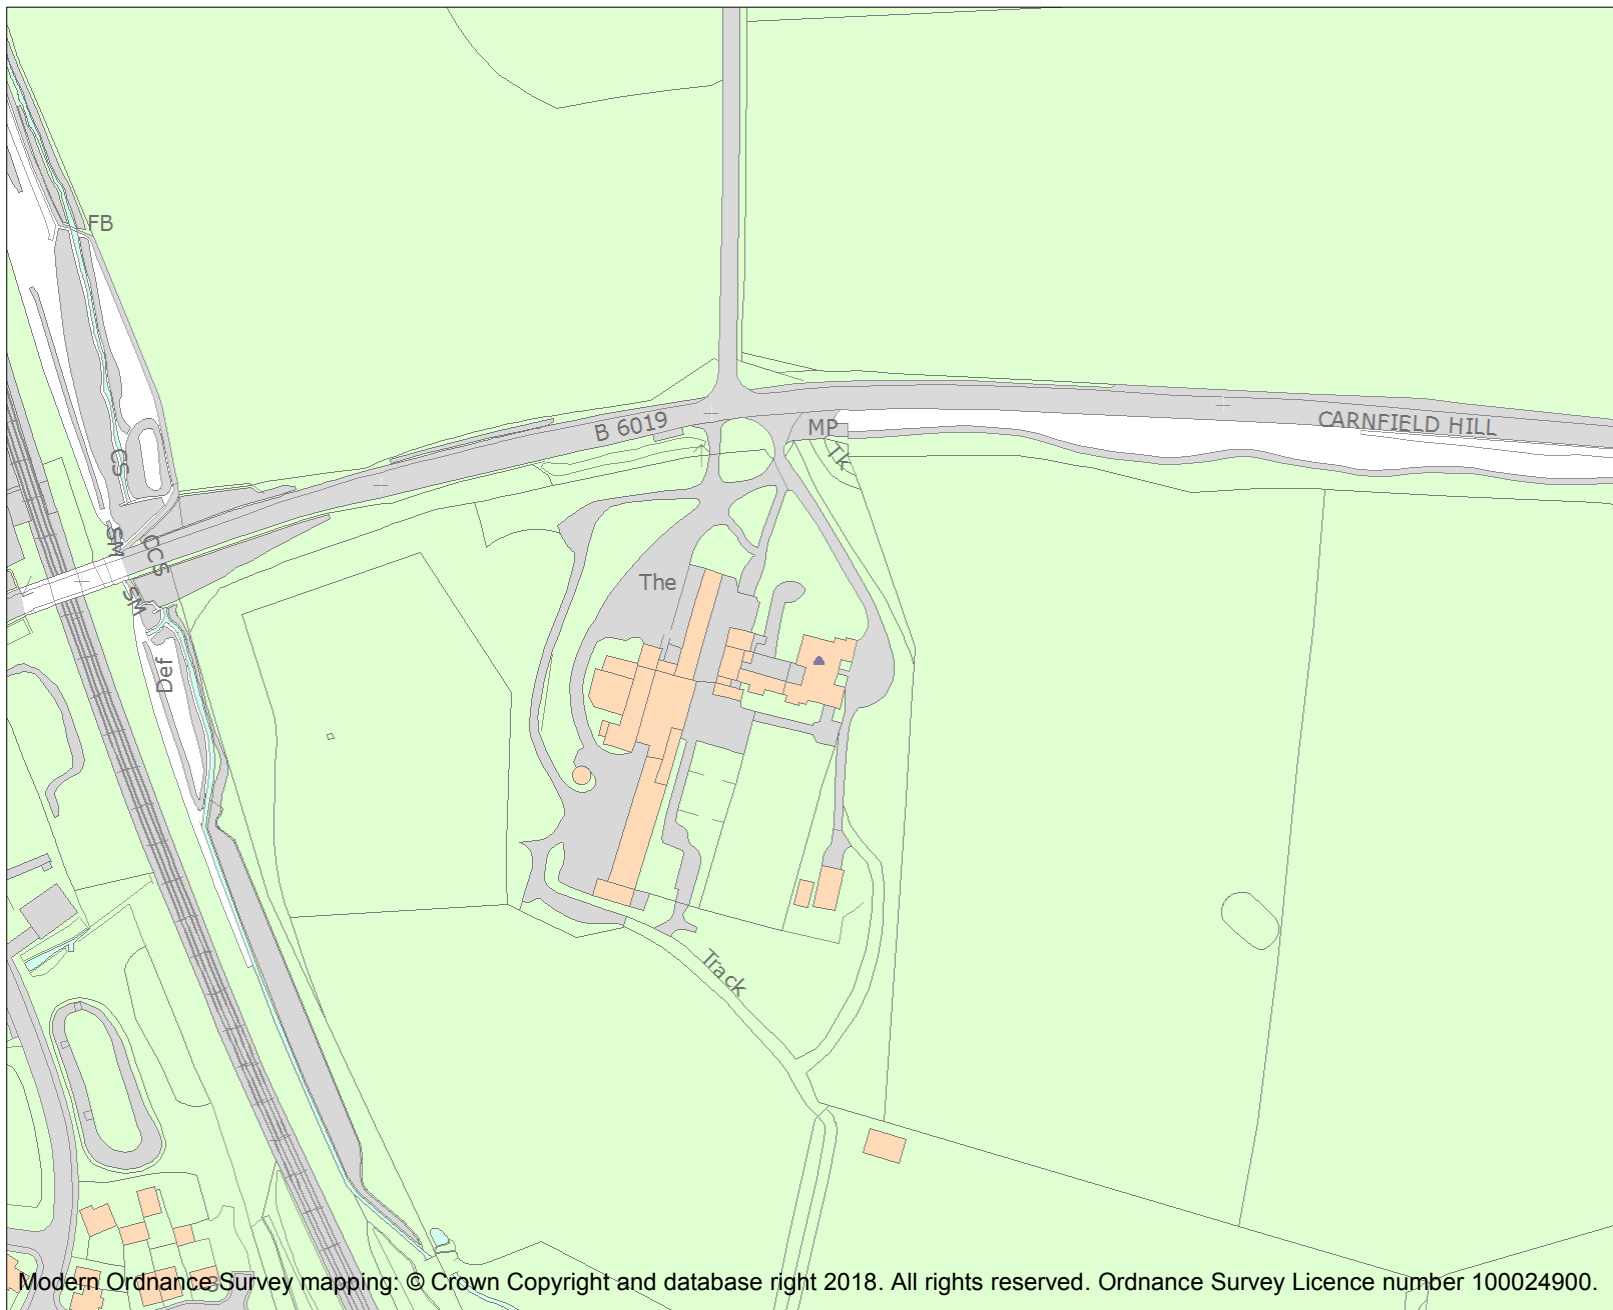 FB
B 6019
MP
CARNFIELD HILL
Tk
CS
SM
CCS
The
SM
Def
Track
Modern Ordnance Survey mapping: © Crown Copyright and database right 2018. All rights reserved. Ordnance Survey Licence number 100024900.